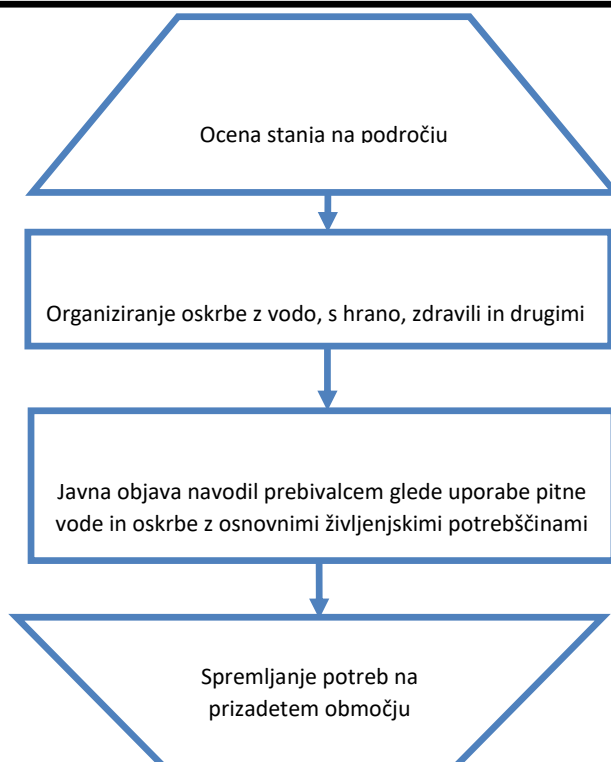 Ocena stanja na področju
Organiziranje oskrbe z vodo, s hrano, zdravili in drugimi
Javna objava navodil prebivalcem glede uporabe pitne
vode in oskrbe z osnovnimi življenjskimi potrebščinami
Spremljanje potreb na
prizadetem območju